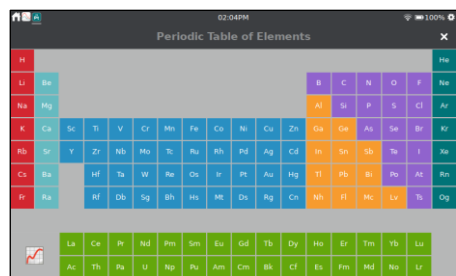 02:04PM 100%
Periodic Table of Elements ×
H He
Li Be B C N O F Ne
Na Mg Al Si P S Cl Ar
K Ca Sc Ti V Cr Mn Fe Co Ni Cu Zn Ga Ge As Se Br Kr
Rb Sr Y Zr Nb Mo Tc Ru Rh Pd Ag Cd In Sn Sb Te I Xe
Cs Ba Hf Ta W Re Os Ir Pt Au Hg Tl Pb Bi Po At Rn
Fr Ra Rf Db Sg Bh Hs Mt Ds Rg Cn Nh Fl Mc Lv Ts Og
La Ce Pr Nd Pm Sm Eu Gd Tb Dy Ho Er Tm Yb Lu
Ac Th Pa U Np Pu Am Cm Bk Cf Es Fm Md No Lr